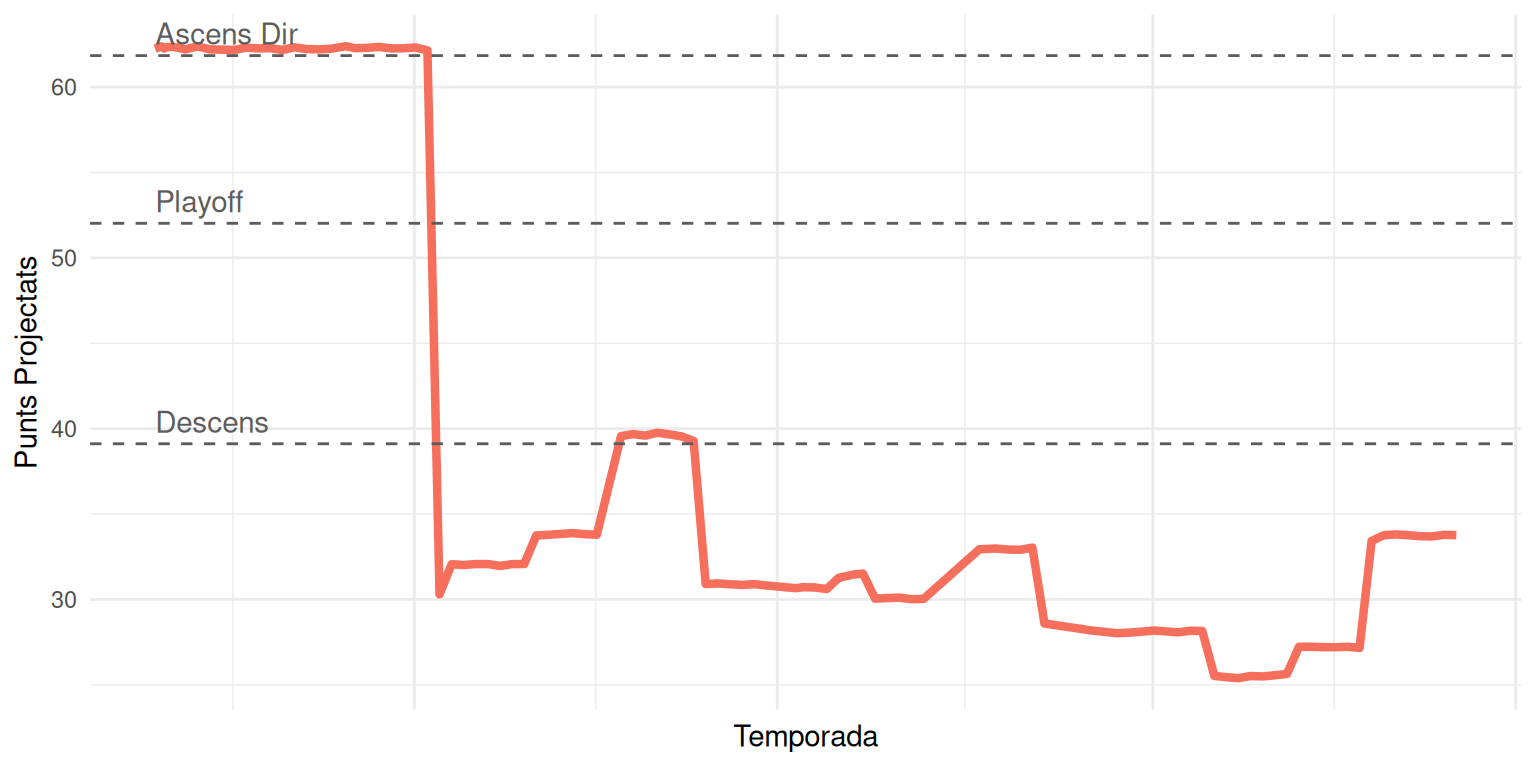 Ascens Dir
60
Playoff
50
Descens
40
30
Punts Projectats
Temporada